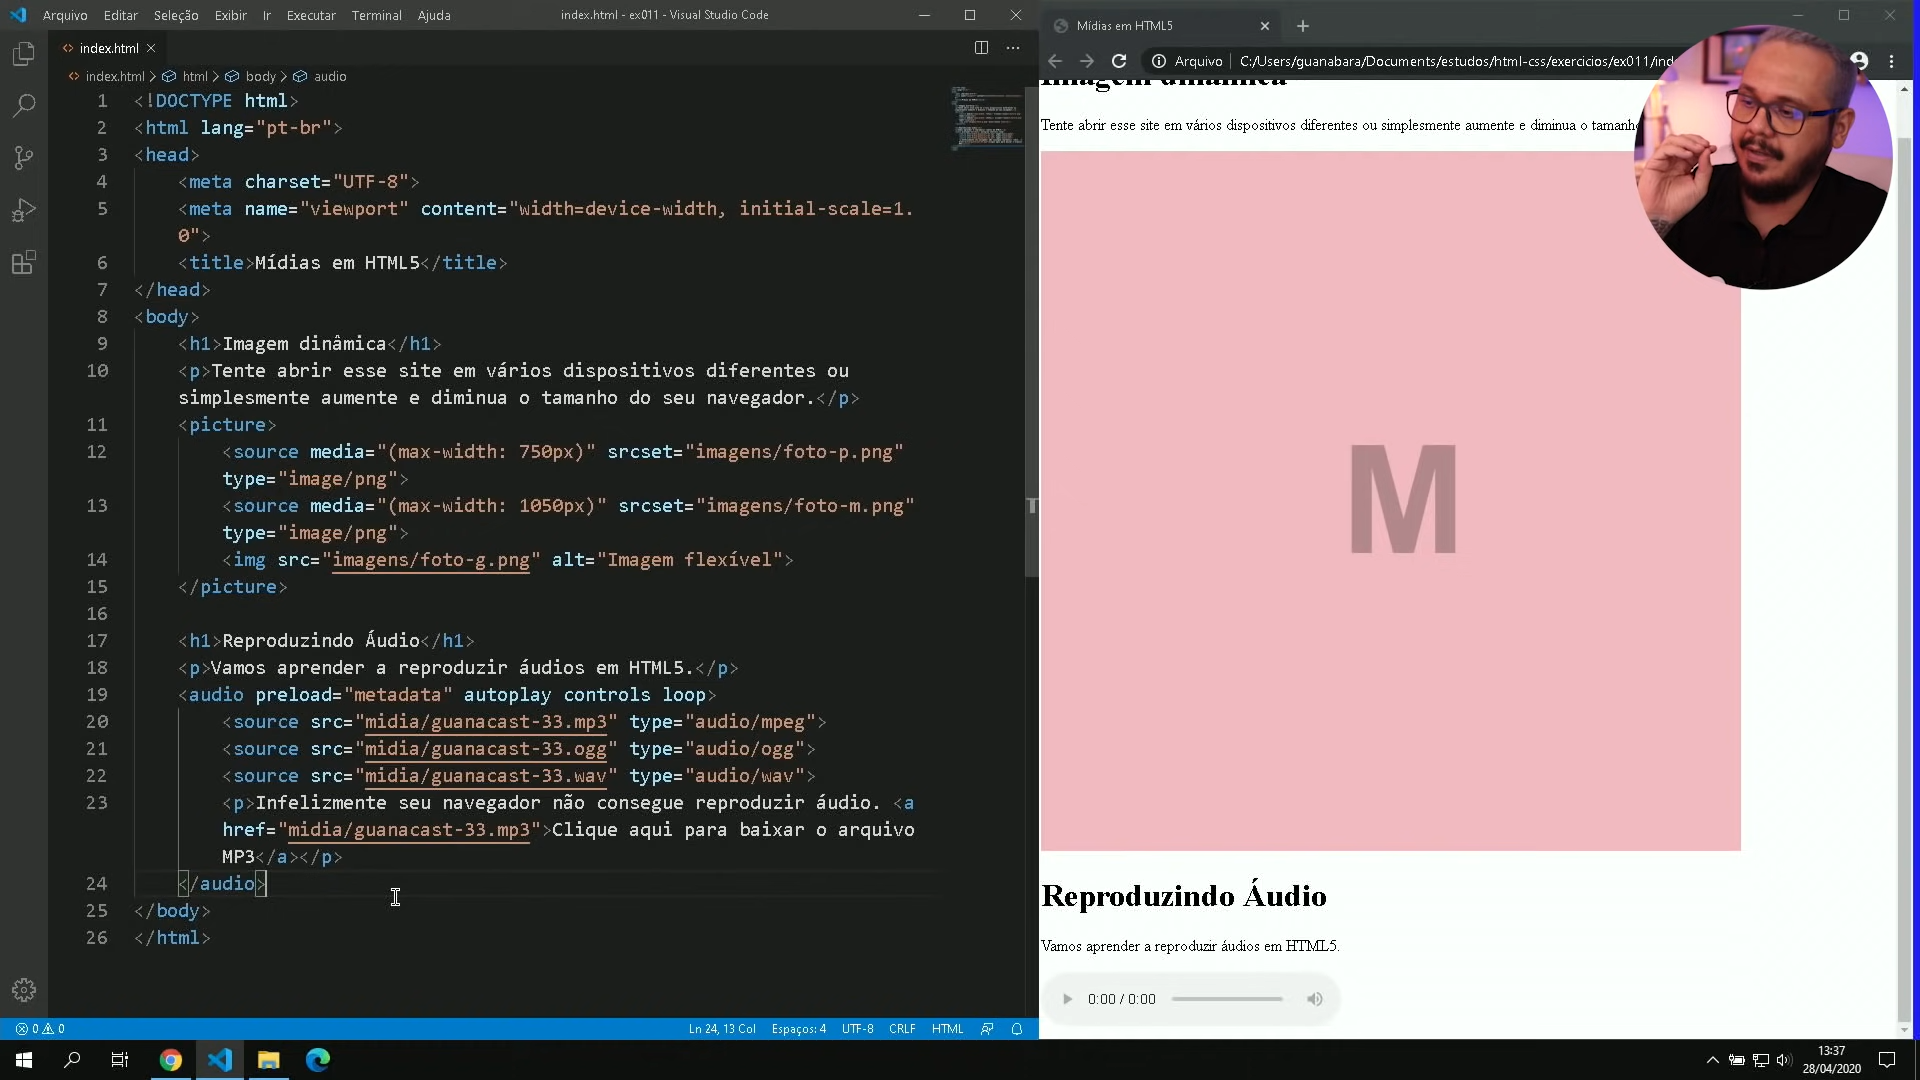 Arquivo Editar Seleção Exibir Ir Executar Terminal Ajuda
index.html - ex011 - Visual Studio Code
index.html
index.html > html > body > audio
1 <!DOCTYPE html>
2 <html lang="pt-br">
3 <head>
4 <meta charset="UTF-8">
5 <meta name="viewport" content="width=device-width, initial-scale=1.
0">
6 <title>Mídias em HTML5</title>
7 </head>
8 <body>
9 <h1>Imagem dinâmica</h1>
10 <p>Tente abrir esse site em vários dispositivos diferentes ou
simplesmente aumente e diminua o tamanho do seu navegador.</p>
11 <picture>
12 <source media="(max-width: 750px)" srcset="imagens/foto-p.png"
type="image/png">
13 <source media="(max-width: 1050px)" srcset="imagens/foto-m.png"
type="image/png">
14 <img src="imagens/foto-g.png" alt="Imagem flexível">
15 </picture>
16
17 <h1>Reproduzindo Áudio</h1>
18 <p>Vamos aprender a reproduzir áudios em HTML5.</p>
19 <audio preload="metadata" autoplay controls loop>
20 <source src="midia/guanacast-33.mp3" type="audio/mpeg">
21 <source src="midia/guanacast-33.ogg" type="audio/ogg">
22 <source src="midia/guanacast-33.wav" type="audio/wav">
23 <p>Infelizmente seu navegador não consegue reproduzir áudio. <a
href="midia/guanacast-33.mp3">Clique aqui para baixar o arquivo
MP3</a></p>
24 </audio>
25 </body>
26 </html>
0 0
Ln 24, 13 Col Espaços: 4 UTF-8 CRLF HTML
Mídias em HTML5
Arquivo | C:/Users/guanabara/Documents/estudos/html-css/exercicios/ex011/ind
Imagem dinâmica
Tente abrir esse site em vários dispositivos diferentes ou simplesmente aumente e diminua o tamanho
M
Reproduzindo Áudio
Vamos aprender a reproduzir áudios em HTML5.
0:00 / 0:00
13:37
28/04/2020